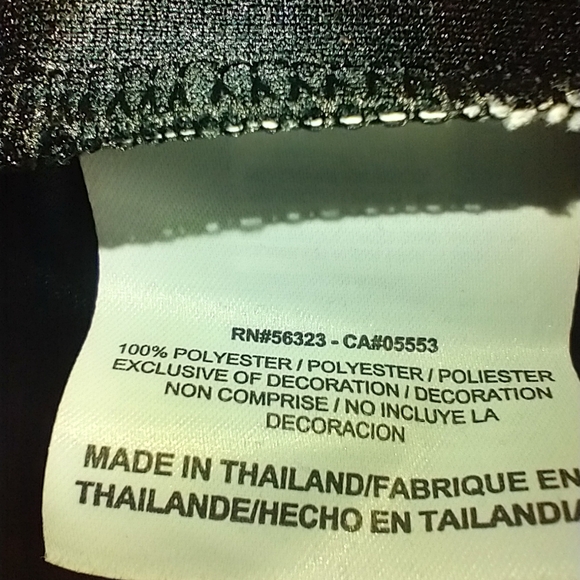 RN#56323 - CA#05553
100% POLYESTER / POLYESTER / POLIESTER
EXCLUSIVE OF DECORATION / DECORATION
NON COMPRISE / NO INCLUYE LA
DECORACION
MADE IN THAILAND/FABRIQUE EN
THAILANDE/HECHO EN TAILANDIA